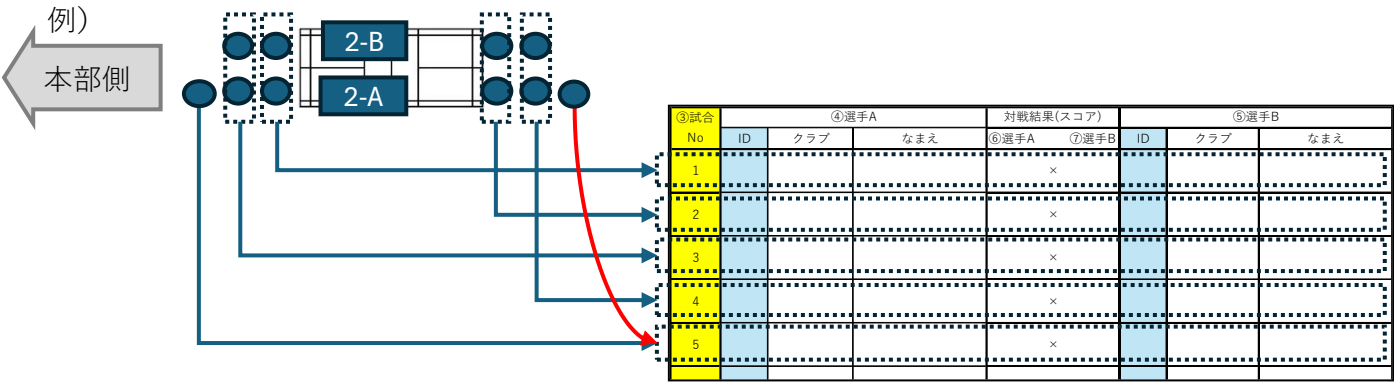 例）
本部側
2-B
2-A
③試合 ④選手A 対戦結果(スコア) ⑤選手B
No ID クラブ なまえ ⑥選手A ⑦選手B ID クラブ なまえ
1 ×
2 ×
3 ×
4 ×
5 ×